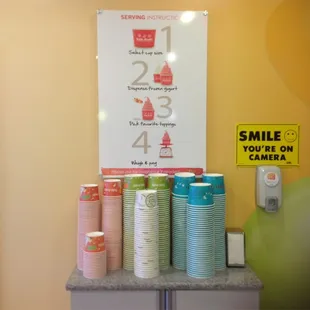 SERVING INSTRUCTIONS
1
Select cup size
2
Dispense frozen yogurt
3
Add favorite toppings
4
Weigh & pay
SMILE
YOU'RE ON
CAMERA